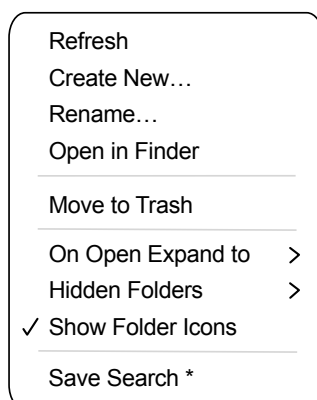 Refresh
Create New…
Rename…
Open in Finder
Move to Trash
On Open Expand to >
Hidden Folders >
✓ Show Folder Icons
Save Search *